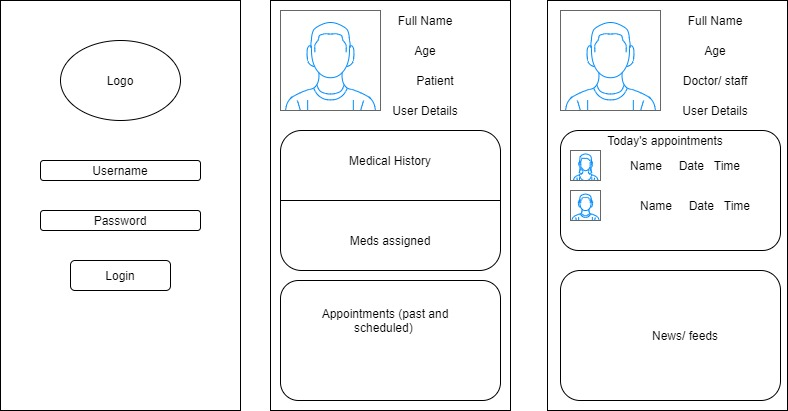 Logo
Username
Password
Login
Full Name
Age
Patient
User Details
Medical History
Meds assigned
Appointments (past and
scheduled)
Full Name
Age
Doctor/ staff
User Details
Today's appointments
Name Date Time
Name Date Time
News/ feeds